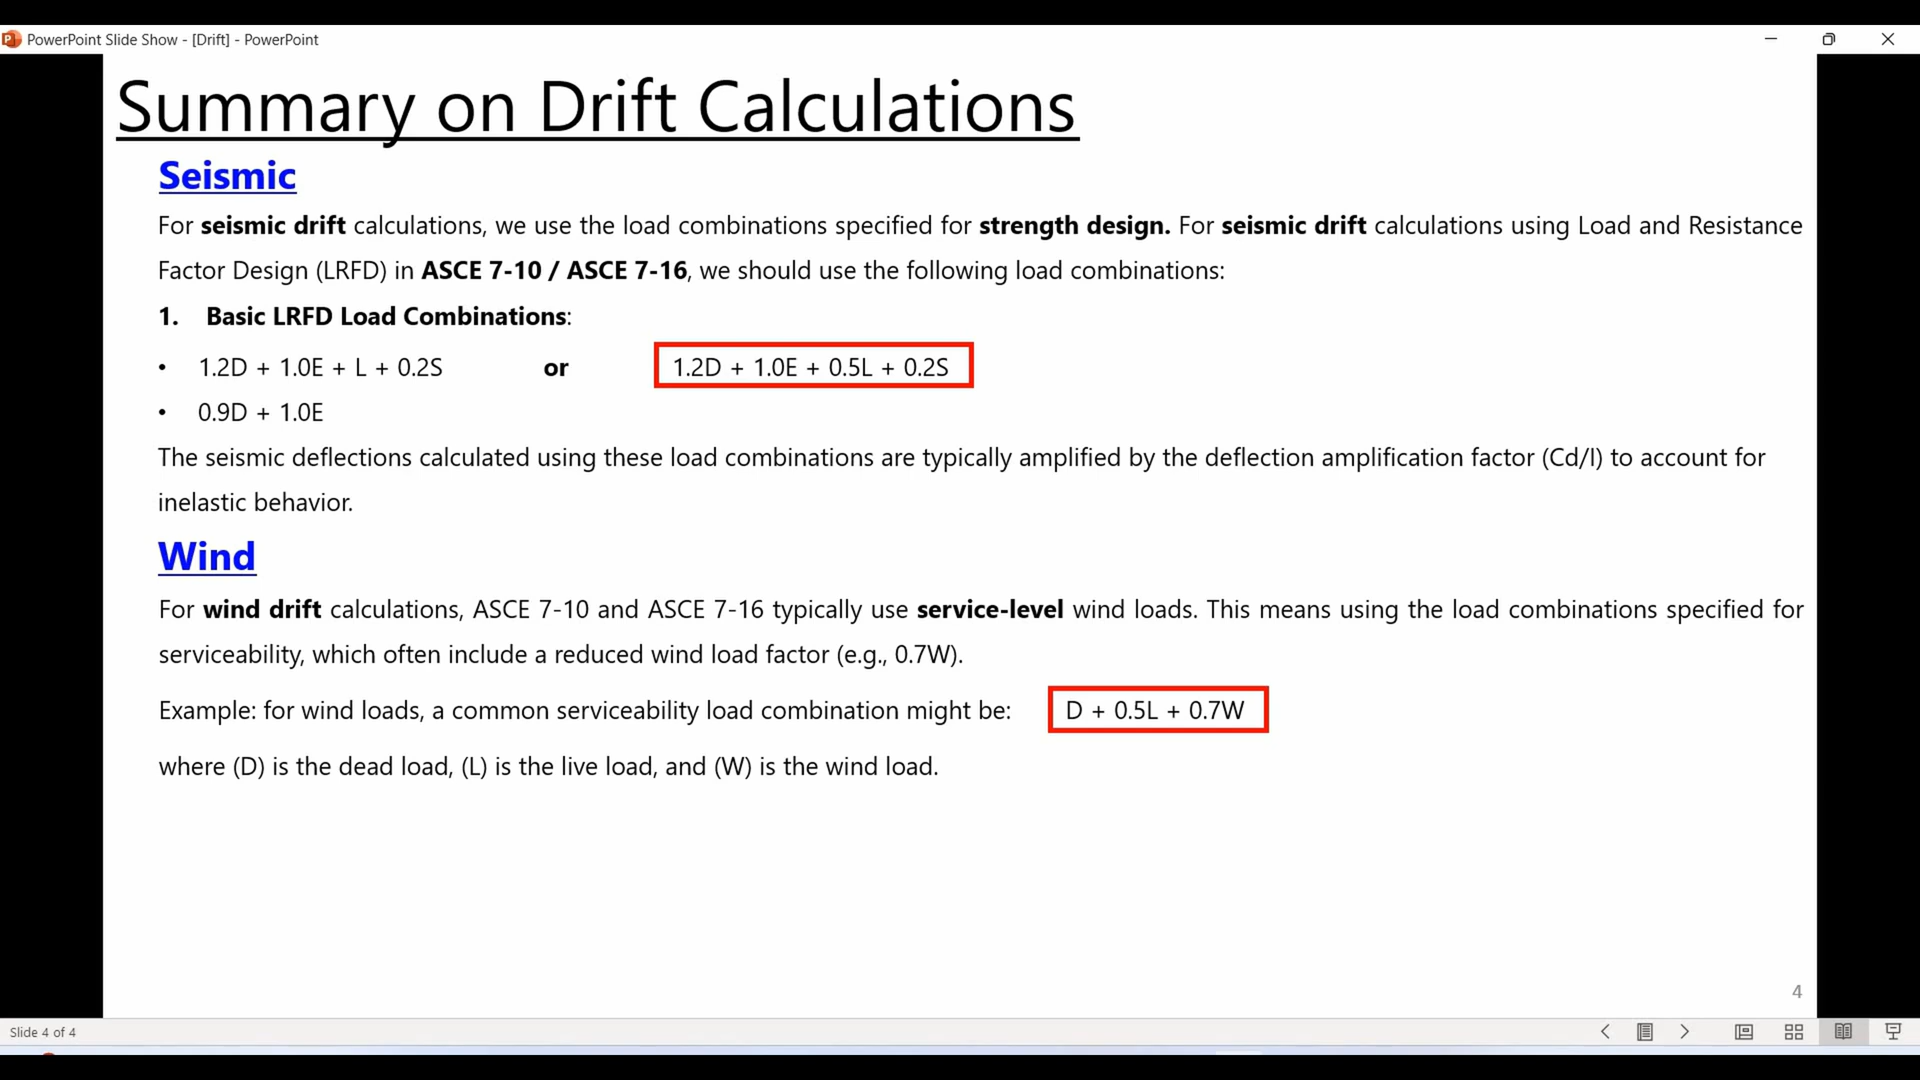 PowerPoint Slide Show - [Drift] - PowerPoint
Summary on Drift Calculations
Seismic
For seismic drift calculations, we use the load combinations specified for strength design. For seismic drift calculations using Load and Resistance
Factor Design (LRFD) in ASCE 7-10 / ASCE 7-16, we should use the following load combinations:
1. Basic LRFD Load Combinations:
• 1.2D + 1.0E + L + 0.2S or 1.2D + 1.0E + 0.5L + 0.2S
• 0.9D + 1.0E
The seismic deflections calculated using these load combinations are typically amplified by the deflection amplification factor (Cd/I) to account for
inelastic behavior.
Wind
For wind drift calculations, ASCE 7-10 and ASCE 7-16 typically use service-level wind loads. This means using the load combinations specified for
serviceability, which often include a reduced wind load factor (e.g., 0.7W).
Example: for wind loads, a common serviceability load combination might be: D + 0.5L + 0.7W
where (D) is the dead load, (L) is the live load, and (W) is the wind load.
4
Slide 4 of 4